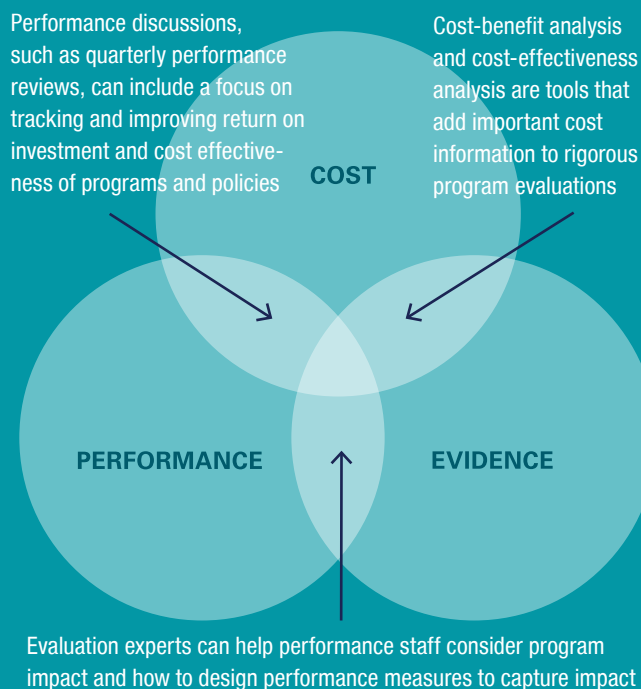 Performance discussions,
such as quarterly performance
reviews, can include a focus on
tracking and improving return on
investment and cost effective-
ness of programs and policies
Cost-benefit analysis
and cost-effectiveness
analysis are tools that
add important cost
information to rigorous
program evaluations
COST
PERFORMANCE
EVIDENCE
Evaluation experts can help performance staff consider program
impact and how to design performance measures to capture impact